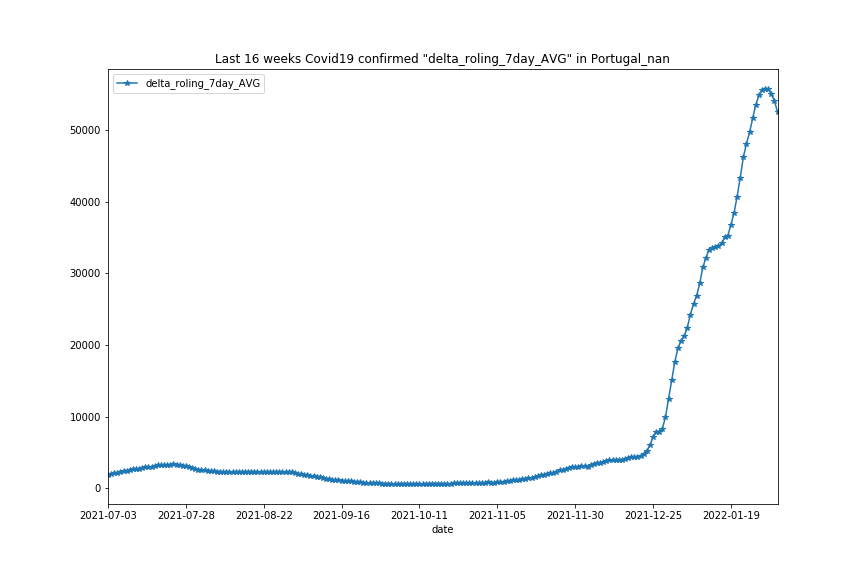 Last 16 weeks Covid19 confirmed "delta_roling_7day_AVG" in Portugal_nan
delta_roling_7day_AVG
50000
40000
30000
20000
10000
0
2021-07-03 2021-07-28 2021-08-22 2021-09-16 2021-10-11 2021-11-05 2021-11-30 2021-12-25 2022-01-19
date